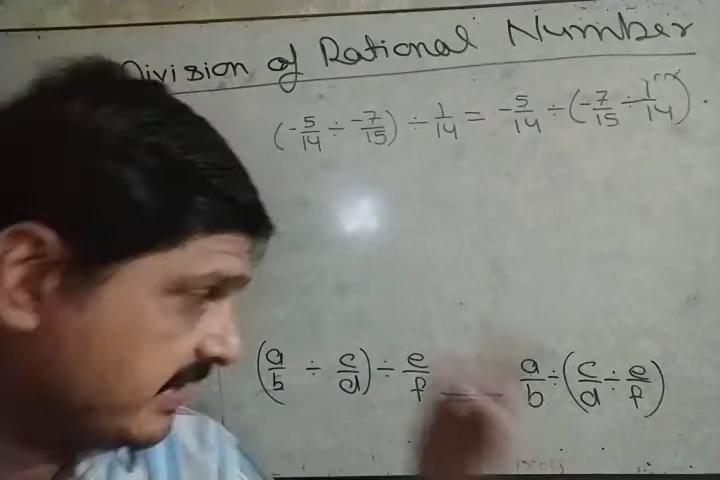 Division of Rational Number
(-5/14 ÷ -7/15) ÷ 1/14 = -5/14 ÷ (-7/15 ÷ 1/14)
(a/b ÷ c/d) ÷ e/f = a/b ÷ (c/d ÷ e/f)